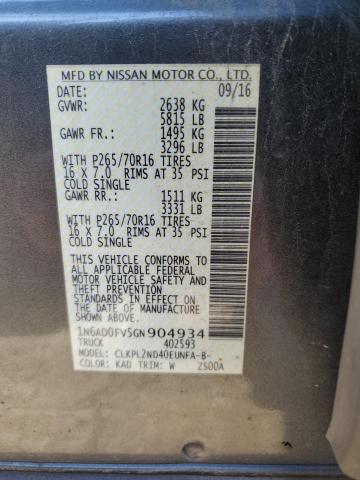 MFD BY NISSAN MOTOR CO., LTD.
DATE: 09/16
GVWR: 2638 KG
5815 LB
GAWR FR.: 1495 KG
3296 LB
WITH P265/70R16 TIRES
16 X 7.0 RIMS AT 35 PSI
COLD SINGLE
GAWR RR.: 1511 KG
3331 LB
WITH P265/70R16 TIRES
16 X 7.0 RIMS AT 35 PSI
COLD SINGLE
THIS VEHICLE CONFORMS TO
ALL APPLICABLE FEDERAL
MOTOR VEHICLE SAFETY AND
THEFT PREVENTION
STANDARDS IN EFFECT ON
THE DATE OF MANUFACTURE
SHOWN ABOVE.
1N6AD0FV5GN904934
TRUCK 402593
MODEL: CLKPL2ND40EUNFA-B-
COLOR: KAD TRIM: W 2S00A